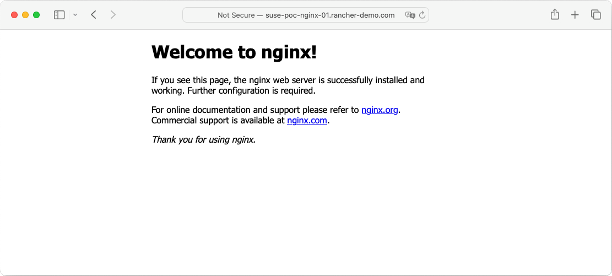 Not Secure — suse-poc-nginx-01.rancher-demo.com
Welcome to nginx!
If you see this page, the nginx web server is successfully installed and
working. Further configuration is required.
For online documentation and support please refer to nginx.org.
Commercial support is available at nginx.com.
Thank you for using nginx.